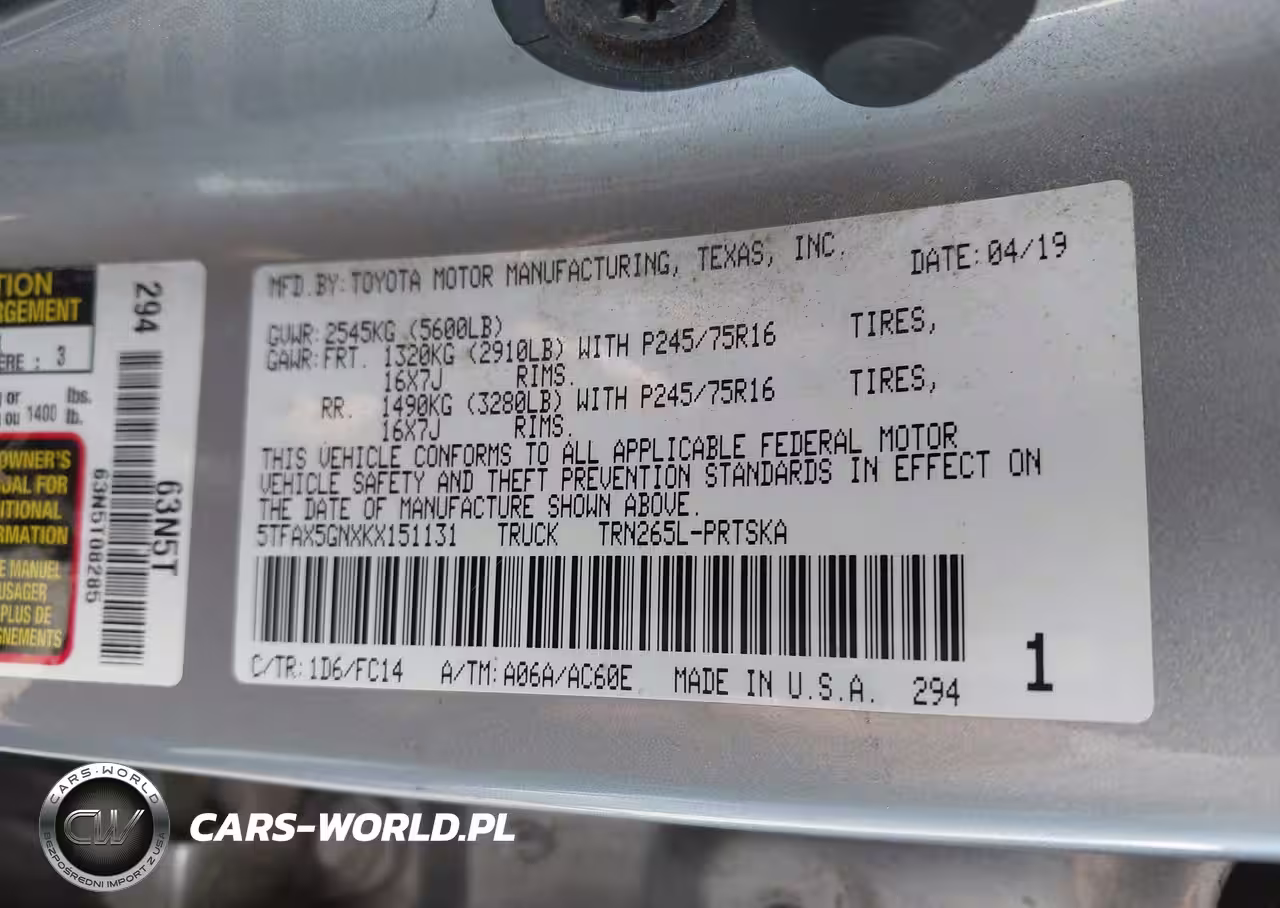 TION
RGEMENT
ERE : 3
or lbs.
ou 1400 lb.
OWNER'S
UAL FOR
ITIONAL
RMATION
E MANUEL
USAGER
PLUS DE
GNEMENTS
294
63N5T
63N5T08285
MFD.BY:TOYOTA MOTOR MANUFACTURING, TEXAS, INC. DATE:04/19
GVWR:2545KG (5600LB)
GAWR:FRT. 1320KG (2910LB) WITH P245/75R16 TIRES,
16X7J RIMS.
RR. 1490KG (3280LB) WITH P245/75R16 TIRES,
16X7J RIMS.
THIS VEHICLE CONFORMS TO ALL APPLICABLE FEDERAL MOTOR
VEHICLE SAFETY AND THEFT PREVENTION STANDARDS IN EFFECT ON
THE DATE OF MANUFACTURE SHOWN ABOVE.
5TFAX5GNXKX151131 TRUCK TRN265L-PRTSKA
C/TR:1D6/FC14 A/TM:A06A/AC60E MADE IN U.S.A. 294
1
CARS-WORLD
CW
BEZPOŚREDNI IMPORT Z USA
CARS-WORLD.PL